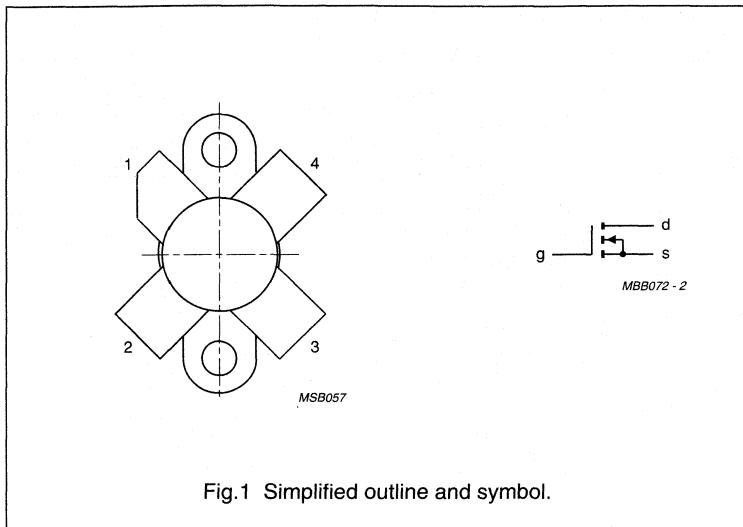 1
4
2
3
MSB057
g
d
s
MBB072 - 2
Fig.1 Simplified outline and symbol.